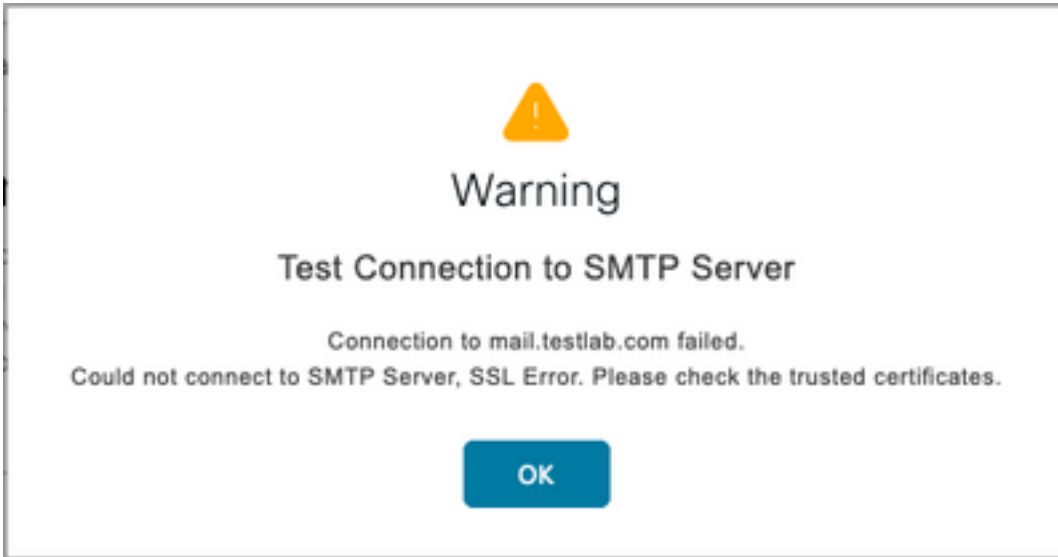 Warning
Test Connection to SMTP Server
Connection to mail.testlab.com failed.
Could not connect to SMTP Server, SSL Error. Please check the trusted certificates.
OK